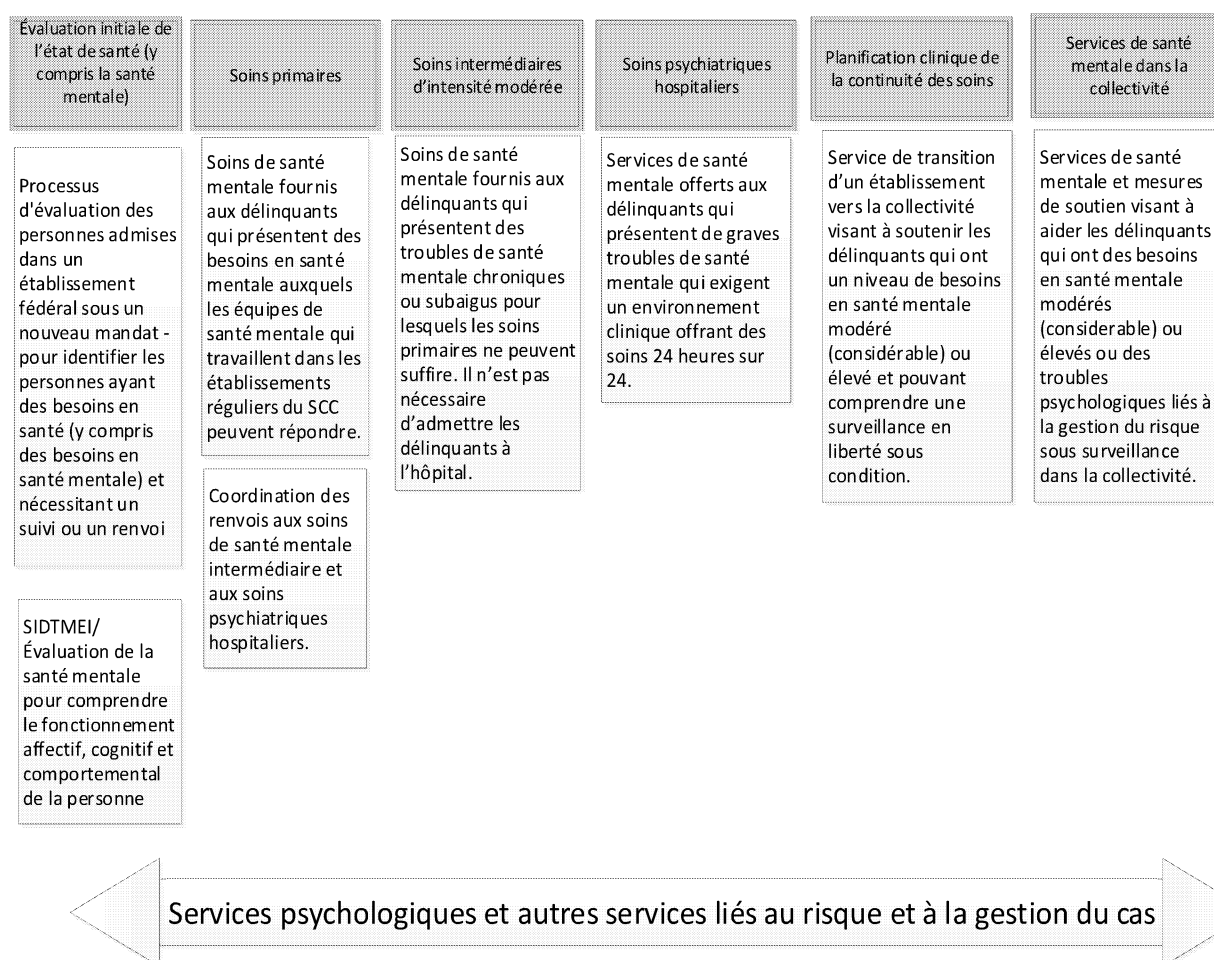 Évaluation initiale de
l’état de santé (y
compris la santé
mentale)
Processus
d'évaluation des
personnes admises
dans un
établissement
fédéral sous un
nouveau mandat -
pour identifier les
personnes ayant
des besoins en
santé (y compris
des besoins en
santé mentale) et
nécessitant un
suivi ou un renvoi
SIDTMEI/
Évaluation de la
santé mentale
pour comprendre
le fonctionnement
affectif, cognitif et
comportemental
de la personne
Soins primaires
Soins de santé
mentale fournis
aux délinquants
qui présentent des
besoins en santé
mentale auxquels
les équipes de
santé mentale qui
travaillent dans les
établissements
réguliers du SCC
peuvent répondre.
Coordination des
renvois aux soins
de santé mentale
intermédiaire et
aux soins
psychiatriques
hospitaliers.
Soins intermédiaires
d’intensité modérée
Soins de santé
mentale fournis aux
délinquants qui
présentent des
troubles de santé
mentale chroniques
ou subaigus pour
lesquels les soins
primaires ne peuvent
suffire. Il n’est pas
nécessaire
d’admettre les
délinquants à
l’hôpital.
Soins psychiatriques
hospitaliers
Services de santé
mentale offerts aux
délinquants qui
présentent de graves
troubles de santé
mentale qui exigent
un environnement
clinique offrant des
soins 24 heures sur
24.
Planification clinique de
la continuité des soins
Service de transition
d’un établissement
vers la collectivité
visant à soutenir les
délinquants qui ont
un niveau de besoins
en santé mentale
modéré
(considérable) ou
élevé et pouvant
comprendre une
surveillance en
liberté sous
condition.
Services de santé
mentale dans la
collectivité
Services de santé
mentale et mesures
de soutien visant à
aider les délinquants
qui ont des besoins
en santé mentale
modérés
(considerable) ou
élevés ou des
troubles
psychologiques liés à
la gestion du risque
sous surveillance
dans la collectivité.
Services psychologiques et autres services liés au risque et à la gestion du cas